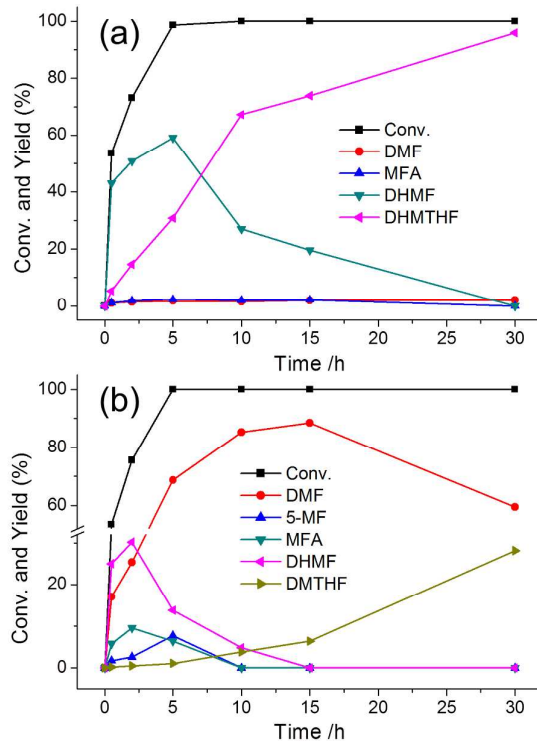 (a)
Conv. and Yield (%)
100
80
60
40
20
0
Conv.
DMF
MFA
DHMF
DHMTHF
0 5 10 15 20 25 30
Time /h
(b)
Conv. and Yield (%)
100
80
60
20
0
Conv.
DMF
5-MF
MFA
DHMF
DMTHF
0 5 10 15 20 25 30
Time /h